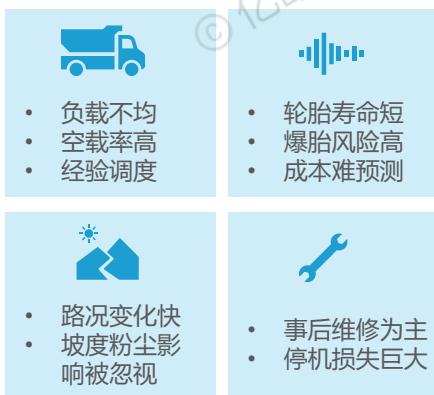 • 负载不均
• 空载率高
• 经验调度
• 轮胎寿命短
• 爆胎风险高
• 成本难预测
• 路况变化快
• 坡度粉尘影
响被忽视
• 事后维修为主
• 停机损失巨大